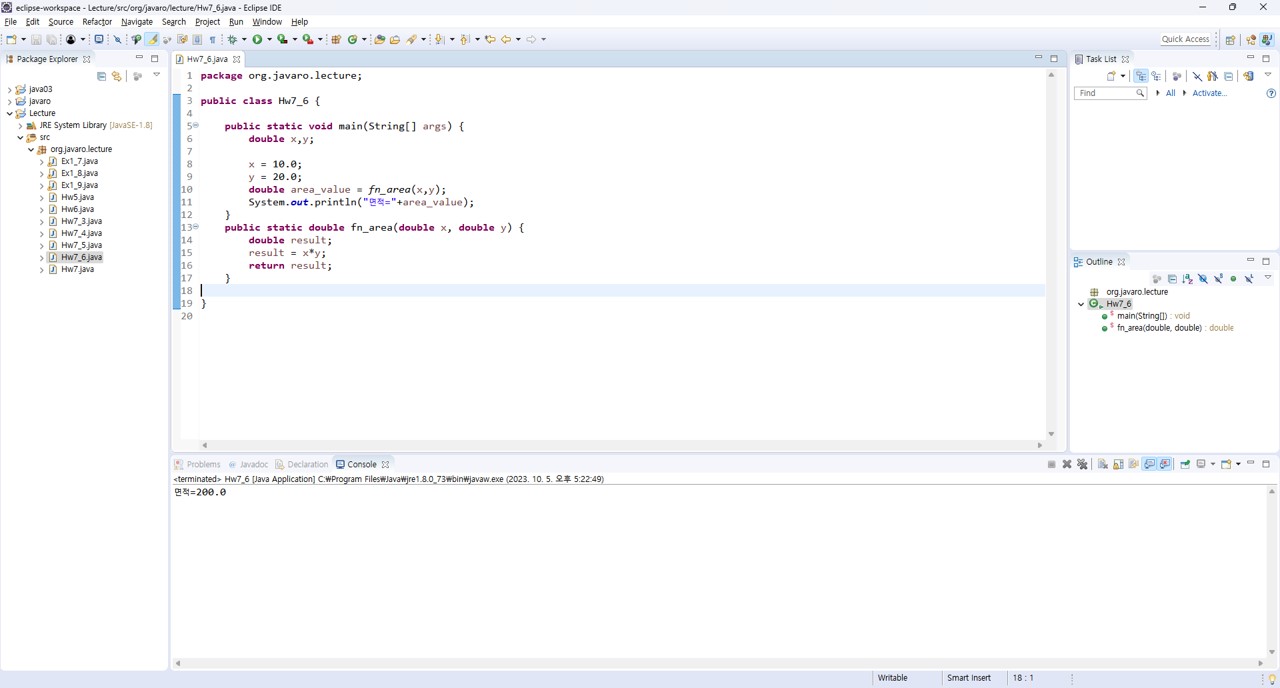 eclipse-workspace - Lecture/src/org/javaro/lecture/Hw7_6.java - Eclipse IDE
File Edit Source Refactor Navigate Search Project Run Window Help
Quick Access
Package Explorer
java03
javaro
Lecture
JRE System Library [JavaSE-1.8]
src
org.javaro.lecture
Ex1_7.java
Ex1_8.java
Ex1_9.java
Hw5.java
Hw6.java
Hw7_3.java
Hw7_4.java
Hw7_5.java
Hw7_6.java
Hw7.java
Hw7_6.java
1 package org.javaro.lecture;
2
3 public class Hw7_6 {
4
5 public static void main(String[] args) {
6 double x,y;
7
8 x = 10.0;
9 y = 20.0;
10 double area_value = fn_area(x,y);
11 System.out.println("면적="+area_value);
12 }
13 public static double fn_area(double x, double y) {
14 double result;
15 result = x*y;
16 return result;
17 }
18
19 }
20
Task List
Find All Activate...
Outline
org.javaro.lecture
Hw7_6
main(String[]) : void
fn_area(double, double) : double
Problems Javadoc Declaration Console
<terminated> Hw7_6 [Java Application] C:₩Program Files₩Java₩jre1.8.0_73₩bin₩javaw.exe (2023. 10. 5. 오후 5:22:49)
면적=200.0
Writable Smart Insert 18 : 1